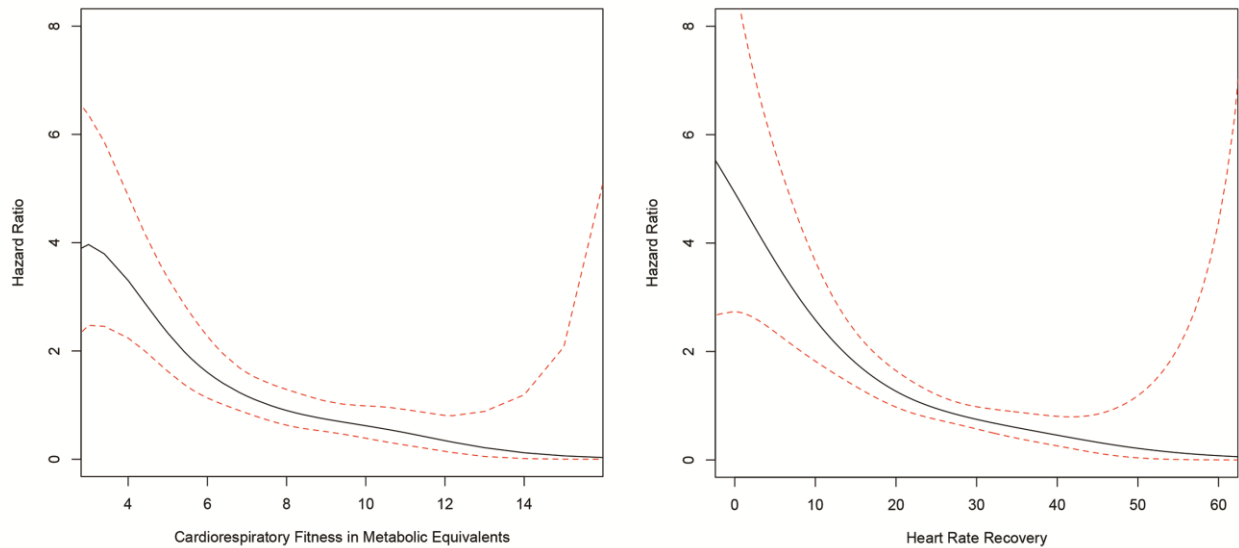 Hazard Ratio
8
6
4
2
0
4 6 8 10 12 14
Cardiorespiratory Fitness in Metabolic Equivalents
Hazard Ratio
8
6
4
2
0
0 10 20 30 40 50 60
Heart Rate Recovery